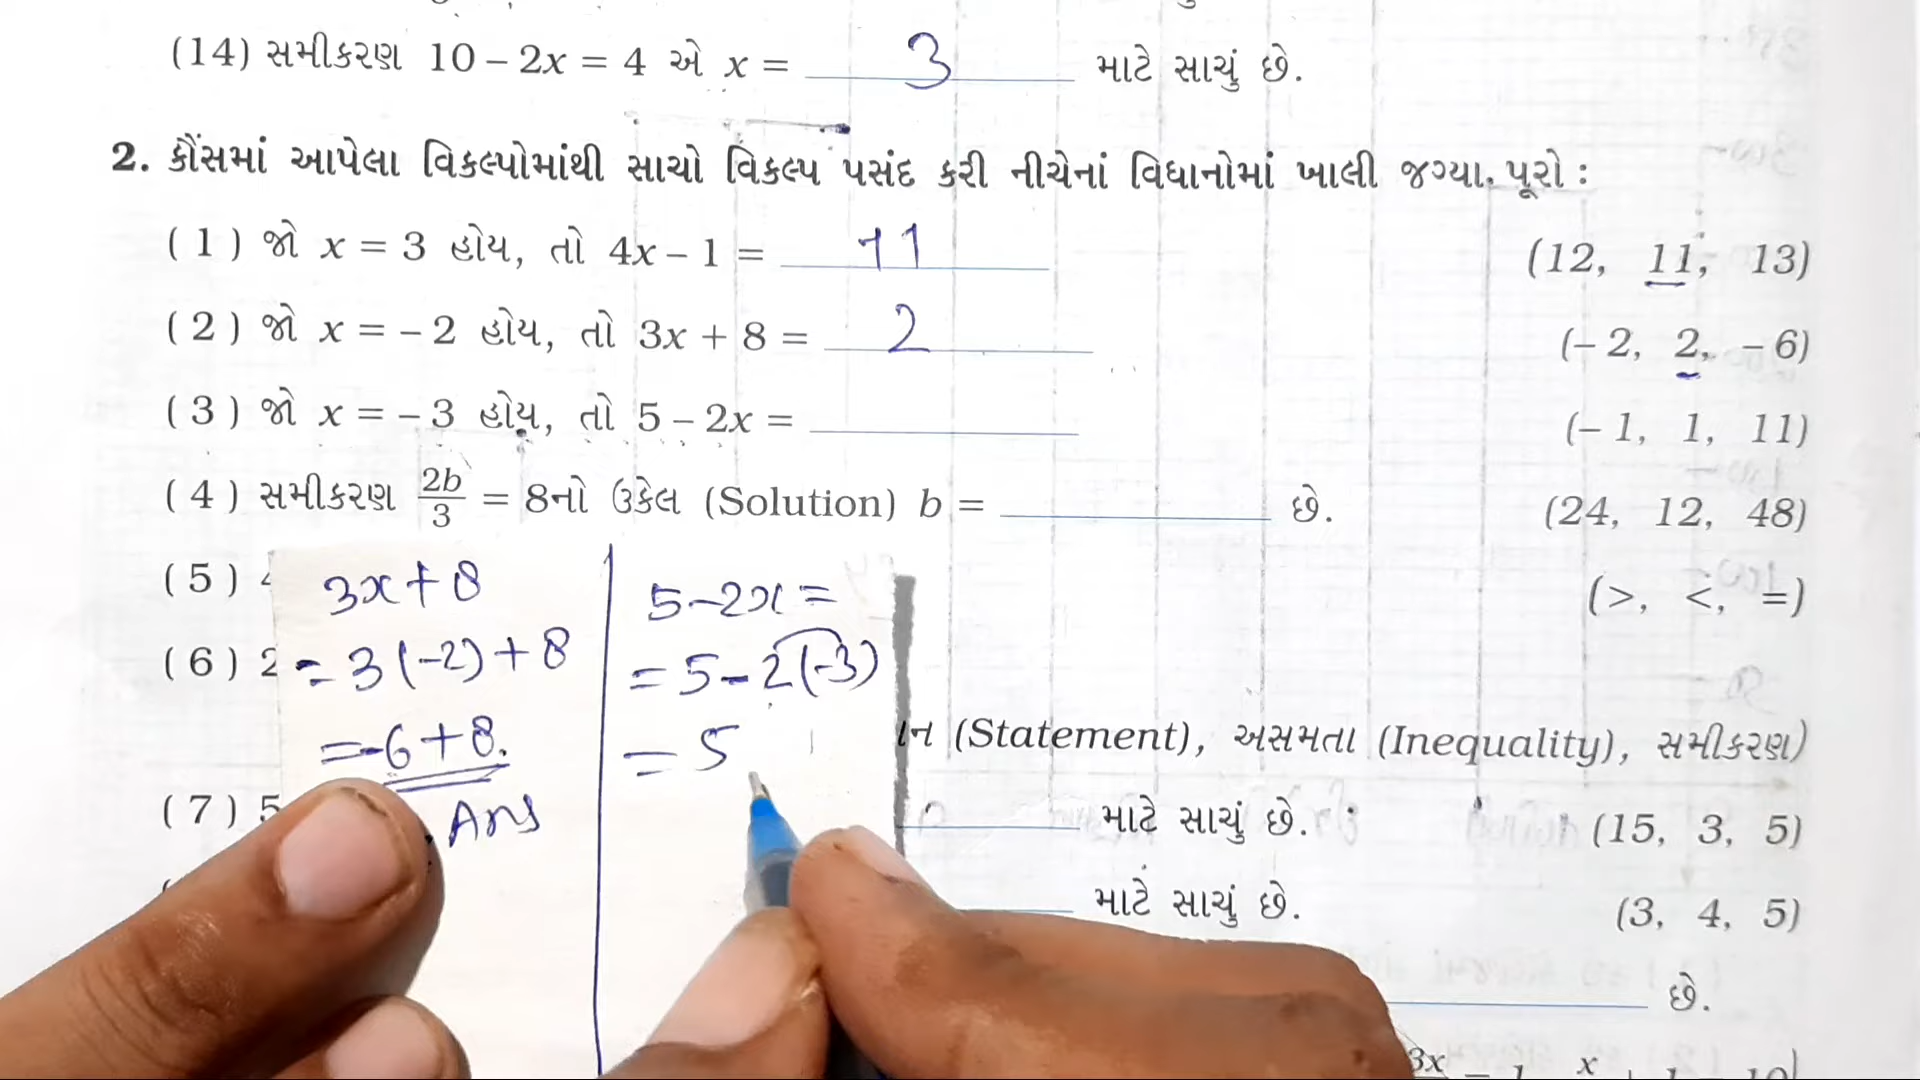 (14) સમીકરણ 10 – 2x = 4 એ x = 3 માટે સાચું છે.
2. કૌંસમાં આપેલા વિકલ્પોમાંથી સાચો વિકલ્પ પસંદ કરી નીચેનાં વિધાનોમાં ખાલી જગ્યા પૂરો :
( 1 ) જો x = 3 હોય, તો 4x – 1 = 11 (12, 11, 13)
( 2 ) જો x = – 2 હોય, તો 3x + 8 = 2 (– 2, 2, – 6)
( 3 ) જો x = – 3 હોય, તો 5 – 2x = (– 1, 1, 11)
( 4 ) સમીકરણ 2b/3 = 8નો ઉકેલ (Solution) b = છે. (24, 12, 48)
( 5 ) (>, <, =)
( 6 ) 2
(Statement), અસમતા (Inequality), સમીકરણ)
( 7 ) 5 માટે સાચું છે. (15, 3, 5)
માટે સાચું છે. (3, 4, 5)
છે.
3x+8
=3(-2)+8
=-6+8.
Ans
5-2x=
=5-2(-3)
=5